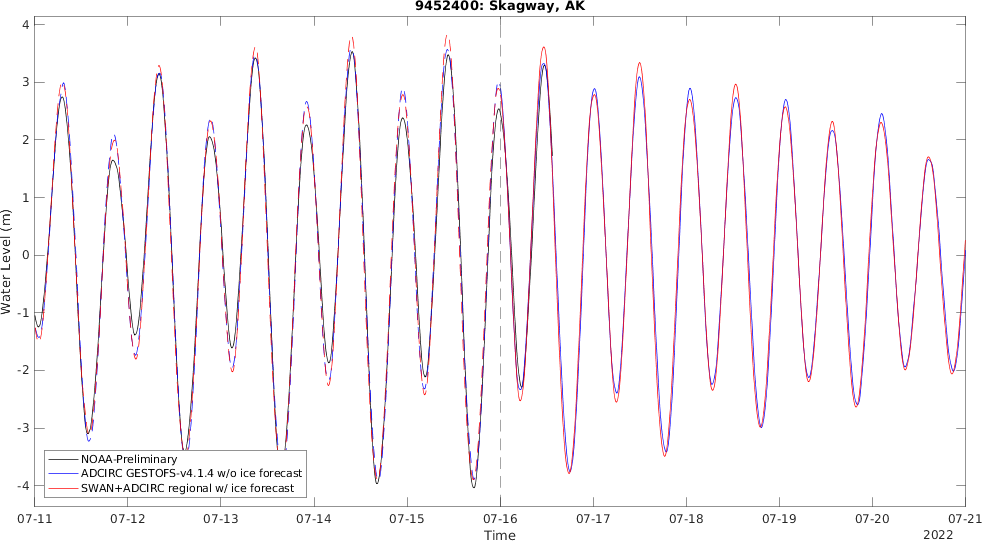 9452400: Skagway, AK
4
3
2
1
0
-1
-2
-3
-4
Water Level (m)
NOAA-Preliminary
ADCIRC GESTOFS-v4.1.4 w/o ice forecast
SWAN+ADCIRC regional w/ ice forecast
07-11 07-12 07-13 07-14 07-15 07-16 07-17 07-18 07-19 07-20 07-21
Time
2022